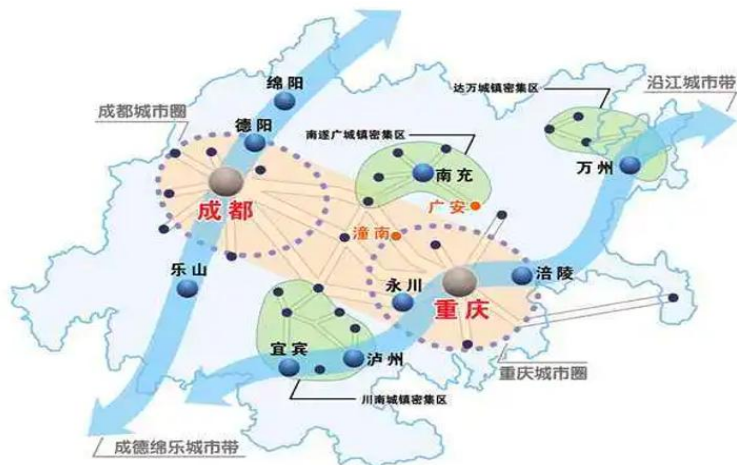 达万城镇密集区
沿江城市带
绵阳
成都城市圈
德阳
南遂广城镇密集区
万州
南充
成都
广安
潼南
乐山
永川
涪陵
重庆
宜宾
泸州
重庆城市圈
川南城镇密集区
成德绵乐城市带